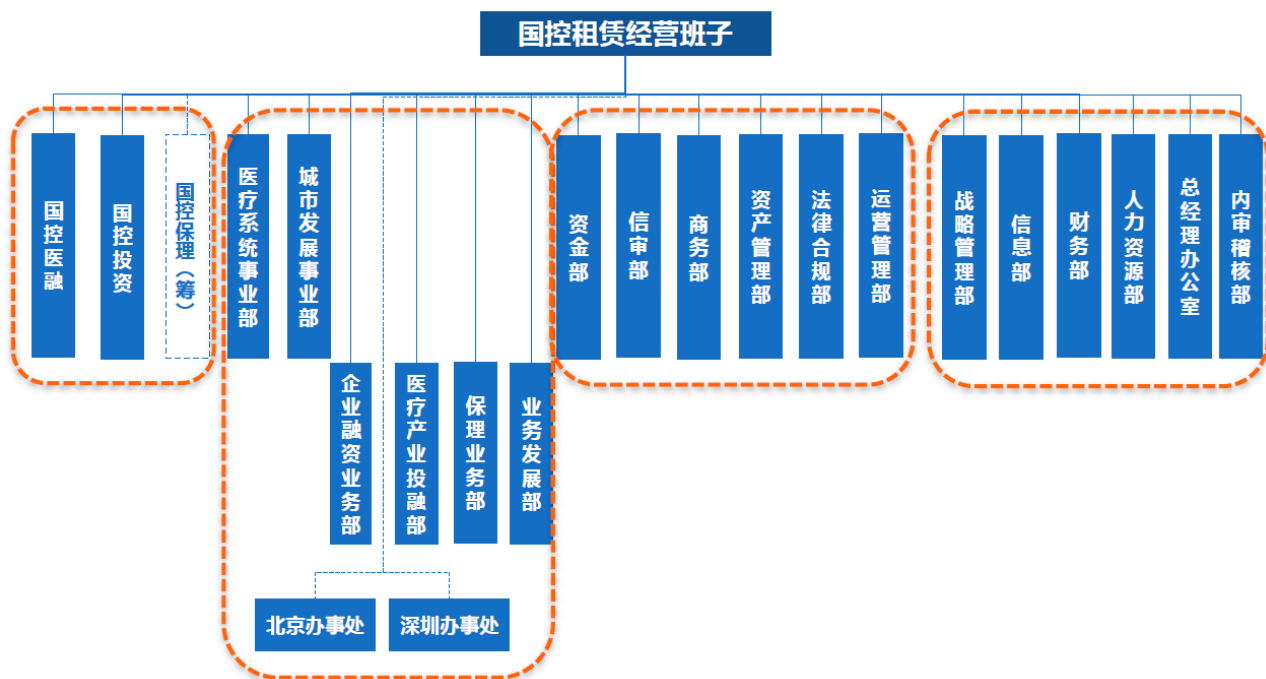 国控租赁经营班子
国控医融
国控投资
国控保理（筹）
医疗系统事业部
城市发展事业部
资金部
信审部
商务部
资产管理部
法律合规部
运营管理部
战略管理部
信息部
财务部
人力资源部
总经理办公室
内审稽核部
企业融资业务部
医疗产业投融部
保理业务部
业务发展部
北京办事处
深圳办事处